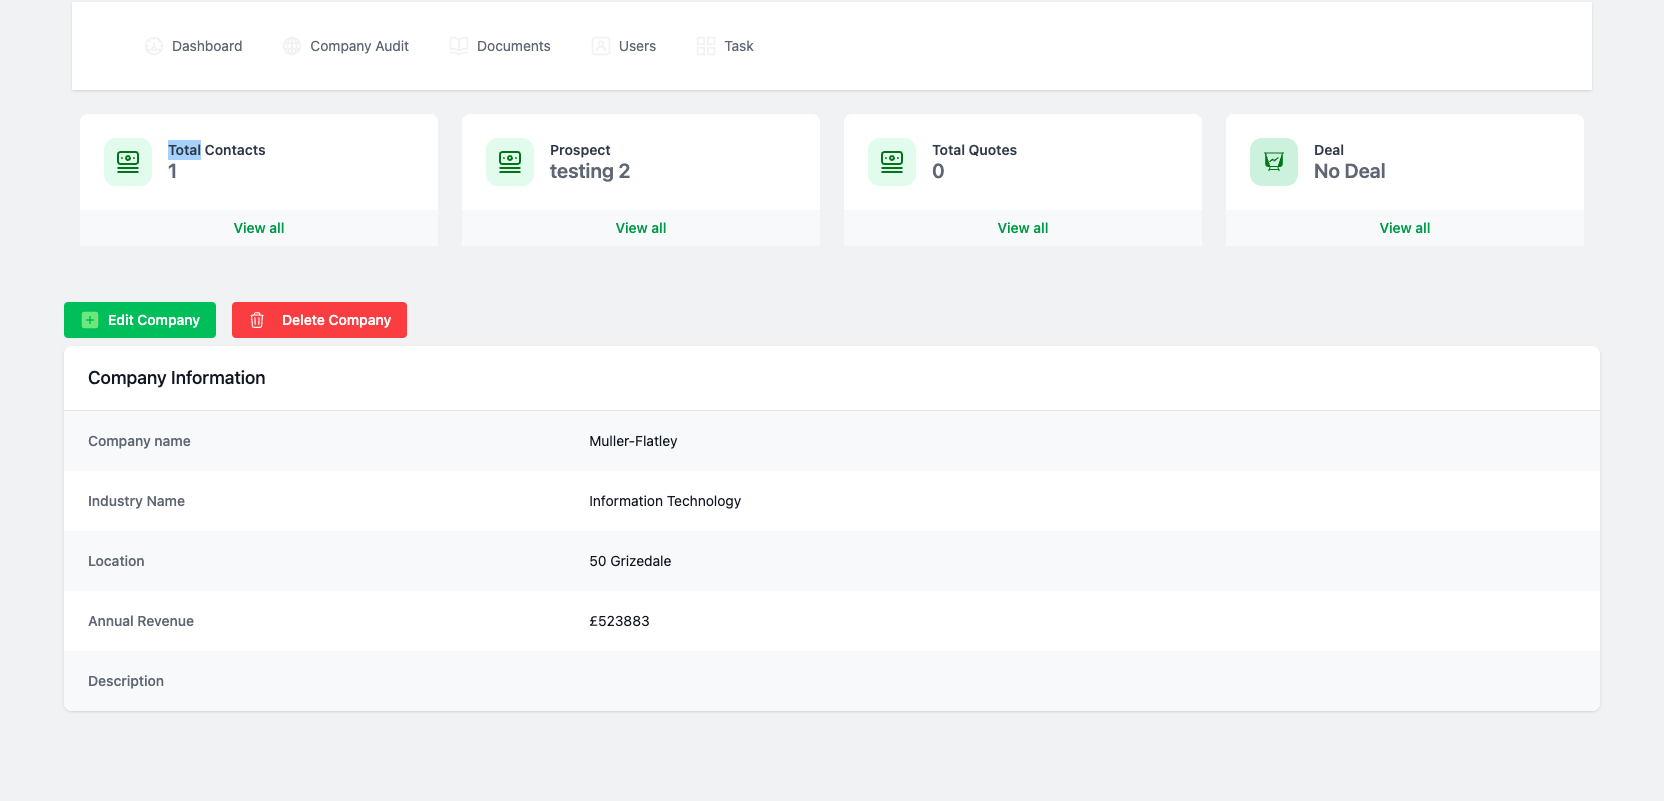 Dashboard Company Audit Documents Users Task
Total Contacts
1
View all
Prospect
testing 2
View all
Total Quotes
0
View all
Deal
No Deal
View all
Edit Company Delete Company
Company Information
Company name Muller-Flatley
Industry Name Information Technology
Location 50 Grizedale
Annual Revenue £523883
Description